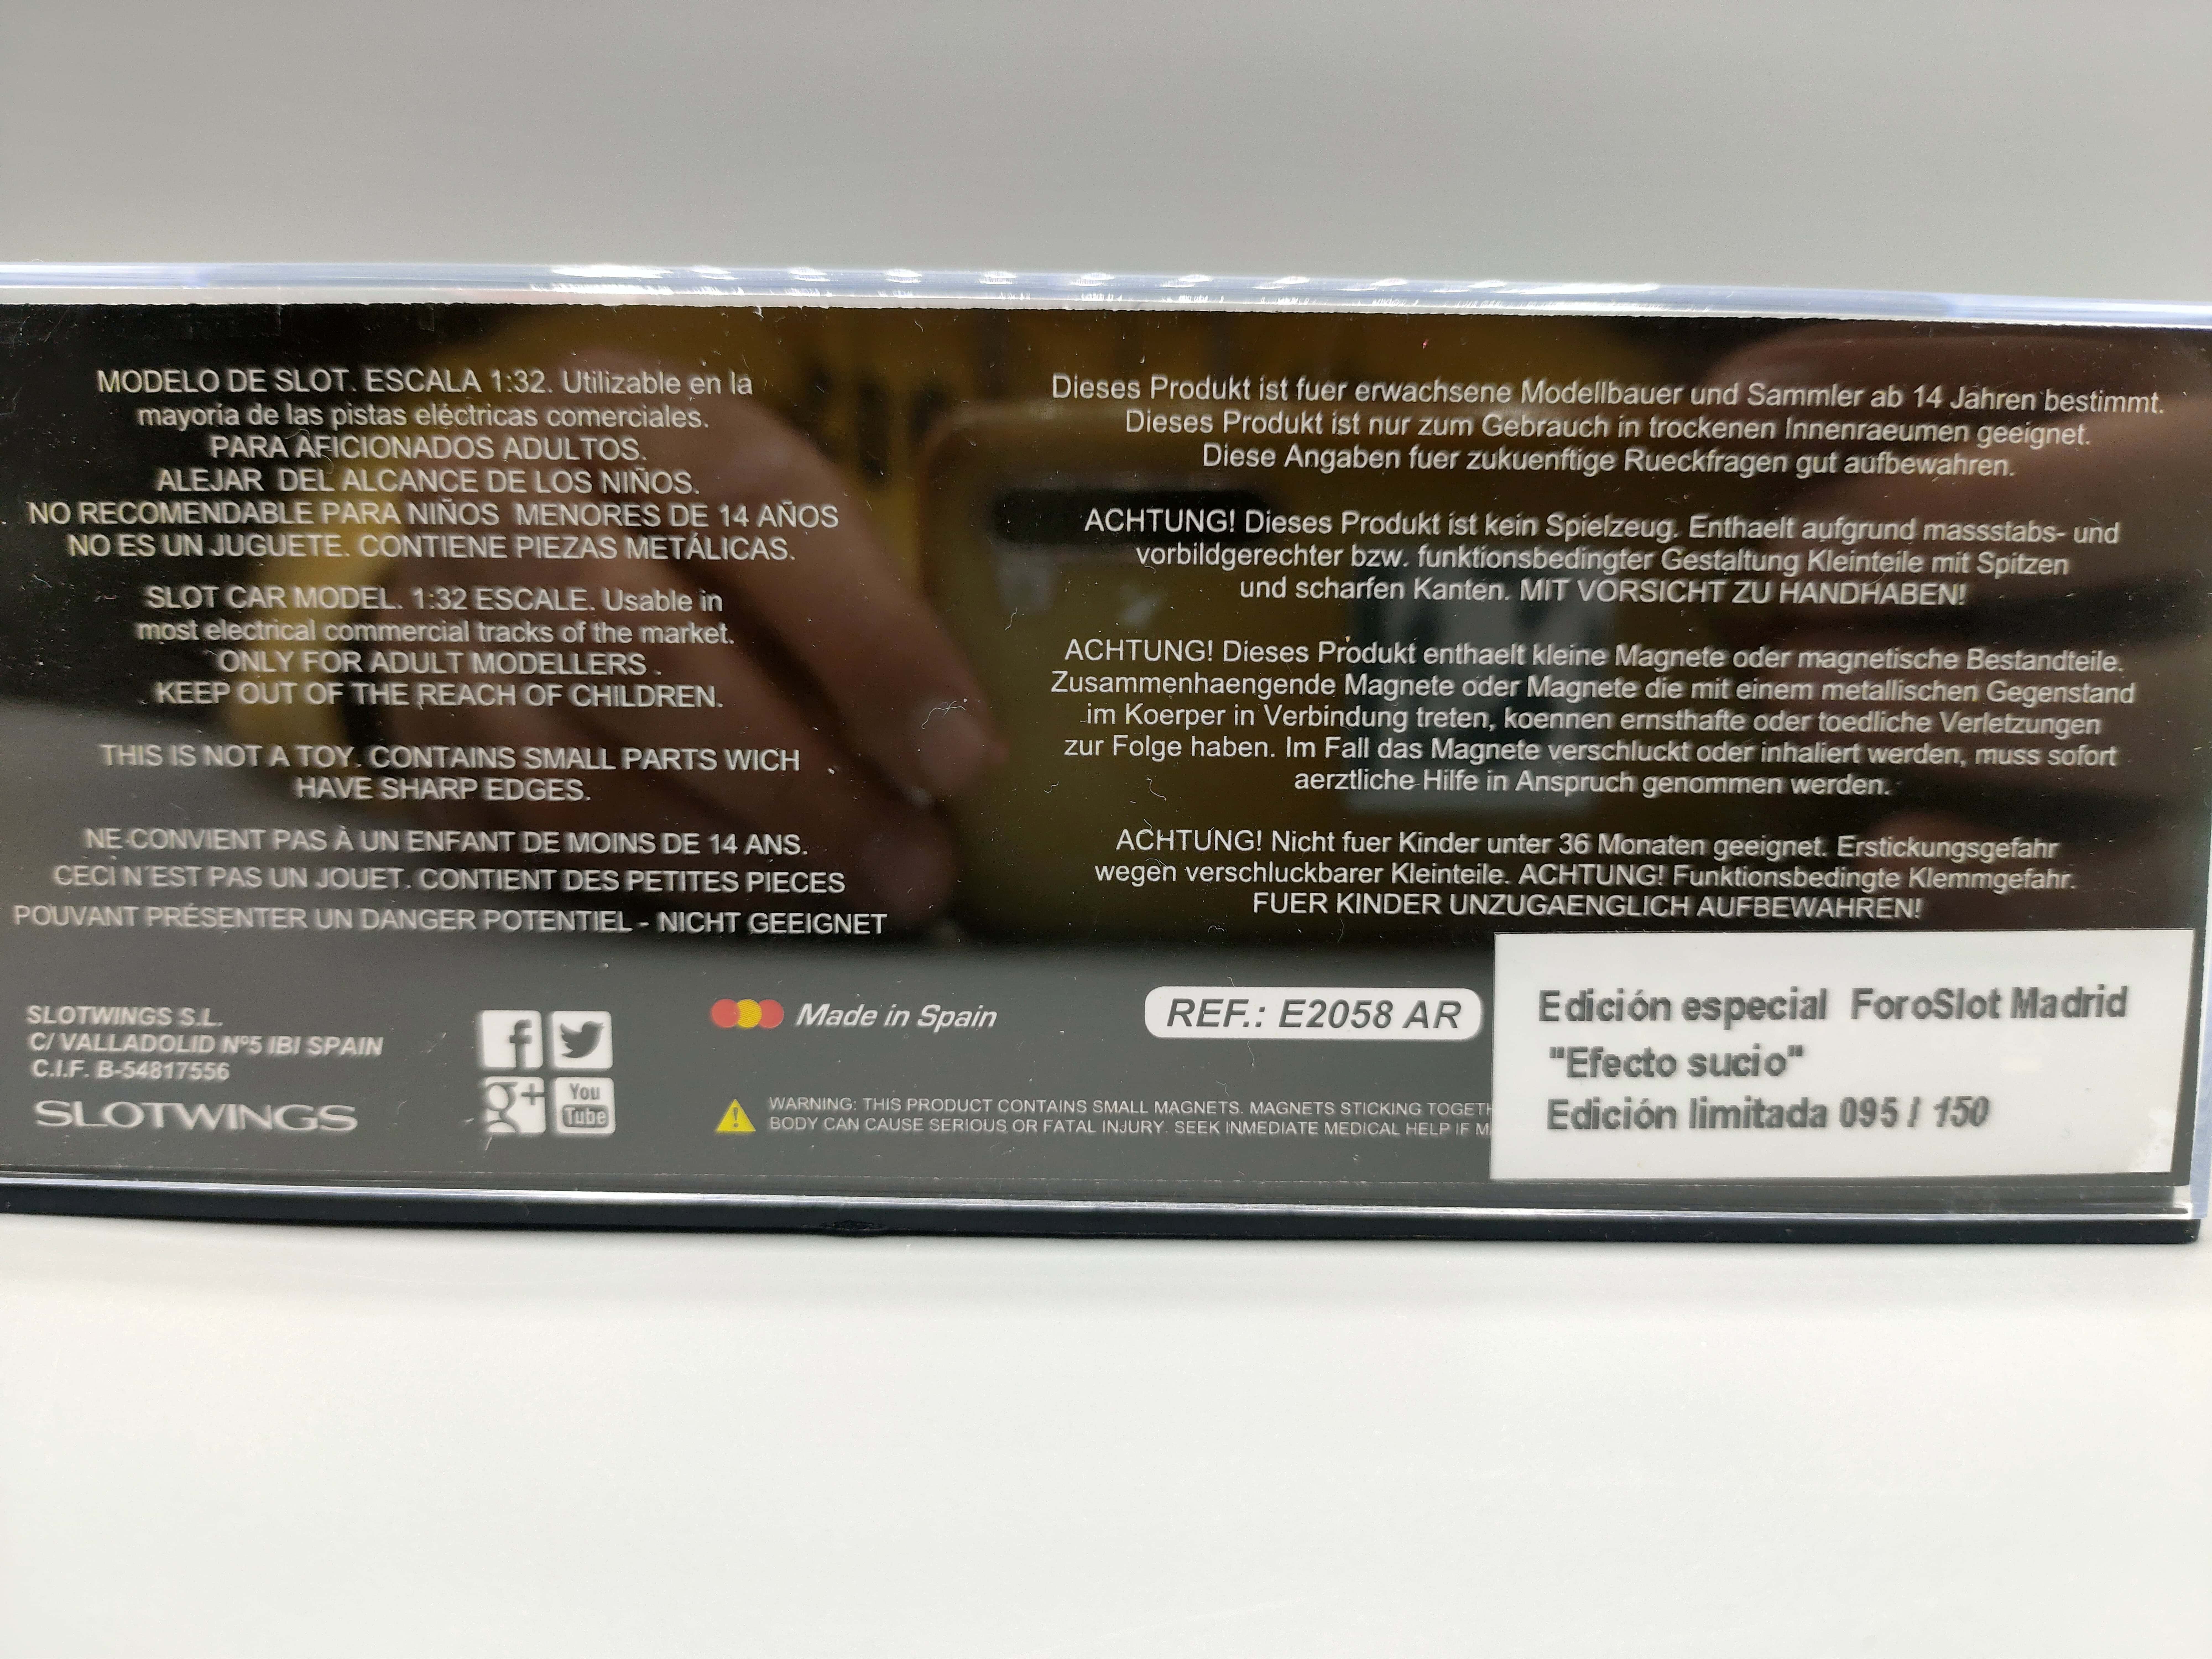 MODELO DE SLOT. ESCALA 1:32. Utilizable en la
mayoría de las pistas eléctricas comerciales.
PARA AFICIONADOS ADULTOS.
ALEJAR DEL ALCANCE DE LOS NIÑOS.
NO RECOMENDABLE PARA NIÑOS MENORES DE 14 AÑOS
NO ES UN JUGUETE. CONTIENE PIEZAS METÁLICAS.
SLOT CAR MODEL. 1:32 ESCALE. Usable in
most electrical commercial tracks of the market.
ONLY FOR ADULT MODELLERS .
KEEP OUT OF THE REACH OF CHILDREN.
THIS IS NOT A TOY. CONTAINS SMALL PARTS WICH
HAVE SHARP EDGES.
NE CONVIENT PAS À UN ENFANT DE MOINS DE 14 ANS.
CECI N'EST PAS UN JOUET. CONTIENT DES PETITES PIECES
POUVANT PRÉSENTER UN DANGER POTENTIEL - NICHT GEEIGNET
Dieses Produkt ist fuer erwachsene Modellbauer und Sammler ab 14 Jahren bestimmt.
Dieses Produkt ist nur zum Gebrauch in trockenen Innenraeumen geeignet.
Diese Angaben fuer zukuenftige Rueckfragen gut aufbewahren.
ACHTUNG! Dieses Produkt ist kein Spielzeug. Enthaelt aufgrund massstabs- und
vorbildgerechter bzw. funktionsbedingter Gestaltung Kleinteile mit Spitzen
und scharfen Kanten. MIT VORSICHT ZU HANDHABEN!
ACHTUNG! Dieses Produkt enthaelt kleine Magnete oder magnetische Bestandteile.
Zusammenhaengende Magnete oder Magnete die mit einem metallischen Gegenstand
im Koerper in Verbindung treten, koennen ernsthafte oder toedliche Verletzungen
zur Folge haben. Im Fall das Magnete verschluckt oder inhaliert werden, muss sofort
aerztliche Hilfe in Anspruch genommen werden.
ACHTUNG! Nicht fuer Kinder unter 36 Monaten geeignet. Erstickungsgefahr
wegen verschluckbarer Kleinteile. ACHTUNG! Funktionsbedingte Klemmgefahr.
FUER KINDER UNZUGAENGLICH AUFBEWAHREN!
SLOTWINGS S.L.
C/ VALLADOLID Nº5 IBI SPAIN
C.I.F. B-54817556
SLOTWINGS
f
g+
You
Tube
Made in Spain
REF.: E2058 AR
WARNING: THIS PRODUCT CONTAINS SMALL MAGNETS. MAGNETS STICKING TOGETH
BODY CAN CAUSE SERIOUS OR FATAL INJURY. SEEK INMEDIATE MEDICAL HELP IF M
Edición especial ForoSlot Madrid
"Efecto sucio"
Edición limitada 095 / 150